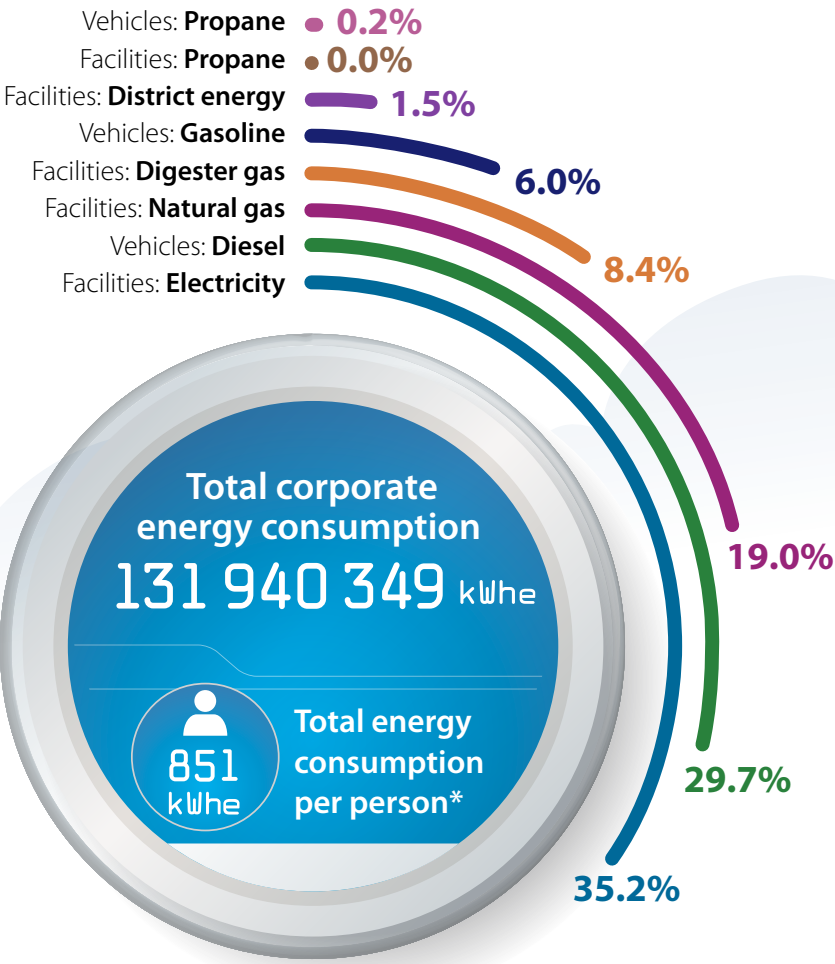 Vehicles: Propane 0.2%
Facilities: Propane 0.0%
Facilities: District energy 1.5%
Vehicles: Gasoline 6.0%
Facilities: Digester gas 8.4%
Facilities: Natural gas 19.0%
Vehicles: Diesel 29.7%
Facilities: Electricity 35.2%
Total corporate
energy consumption
131 940 349 kWhe
851
kWhe
Total energy
consumption
per person*